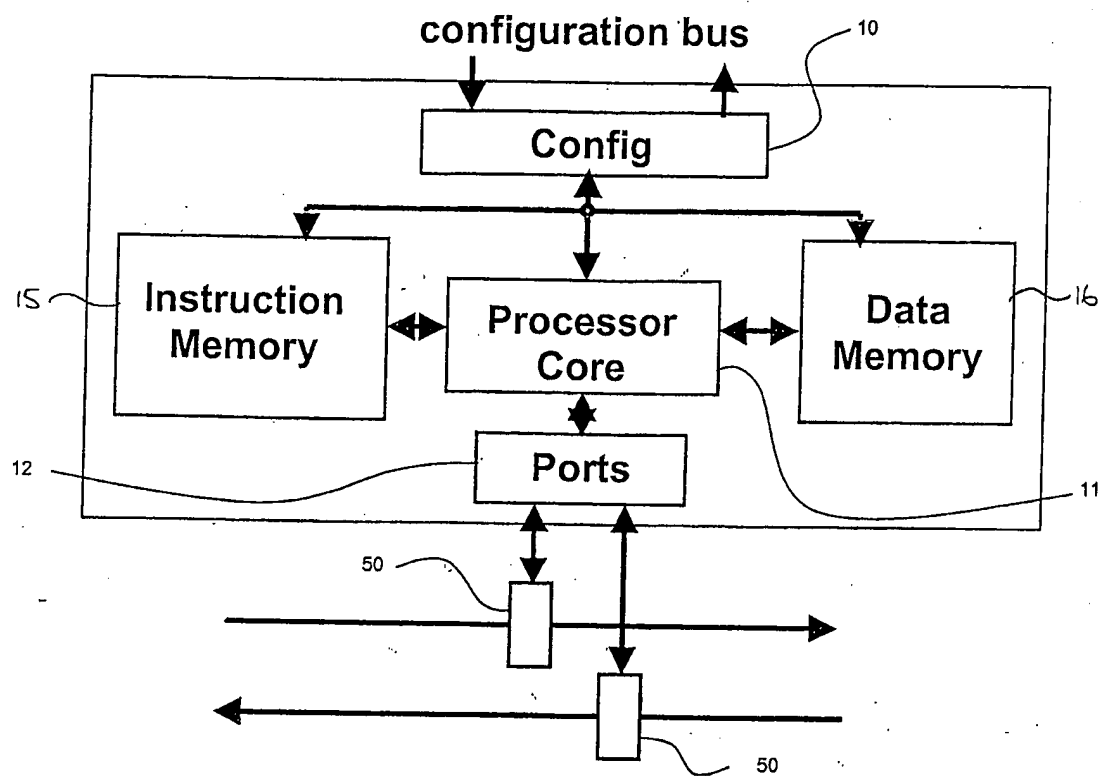 configuration bus
10
Config
15
Instruction
Memory
Processor
Core
Data
Memory
16
12
Ports
11
50
50